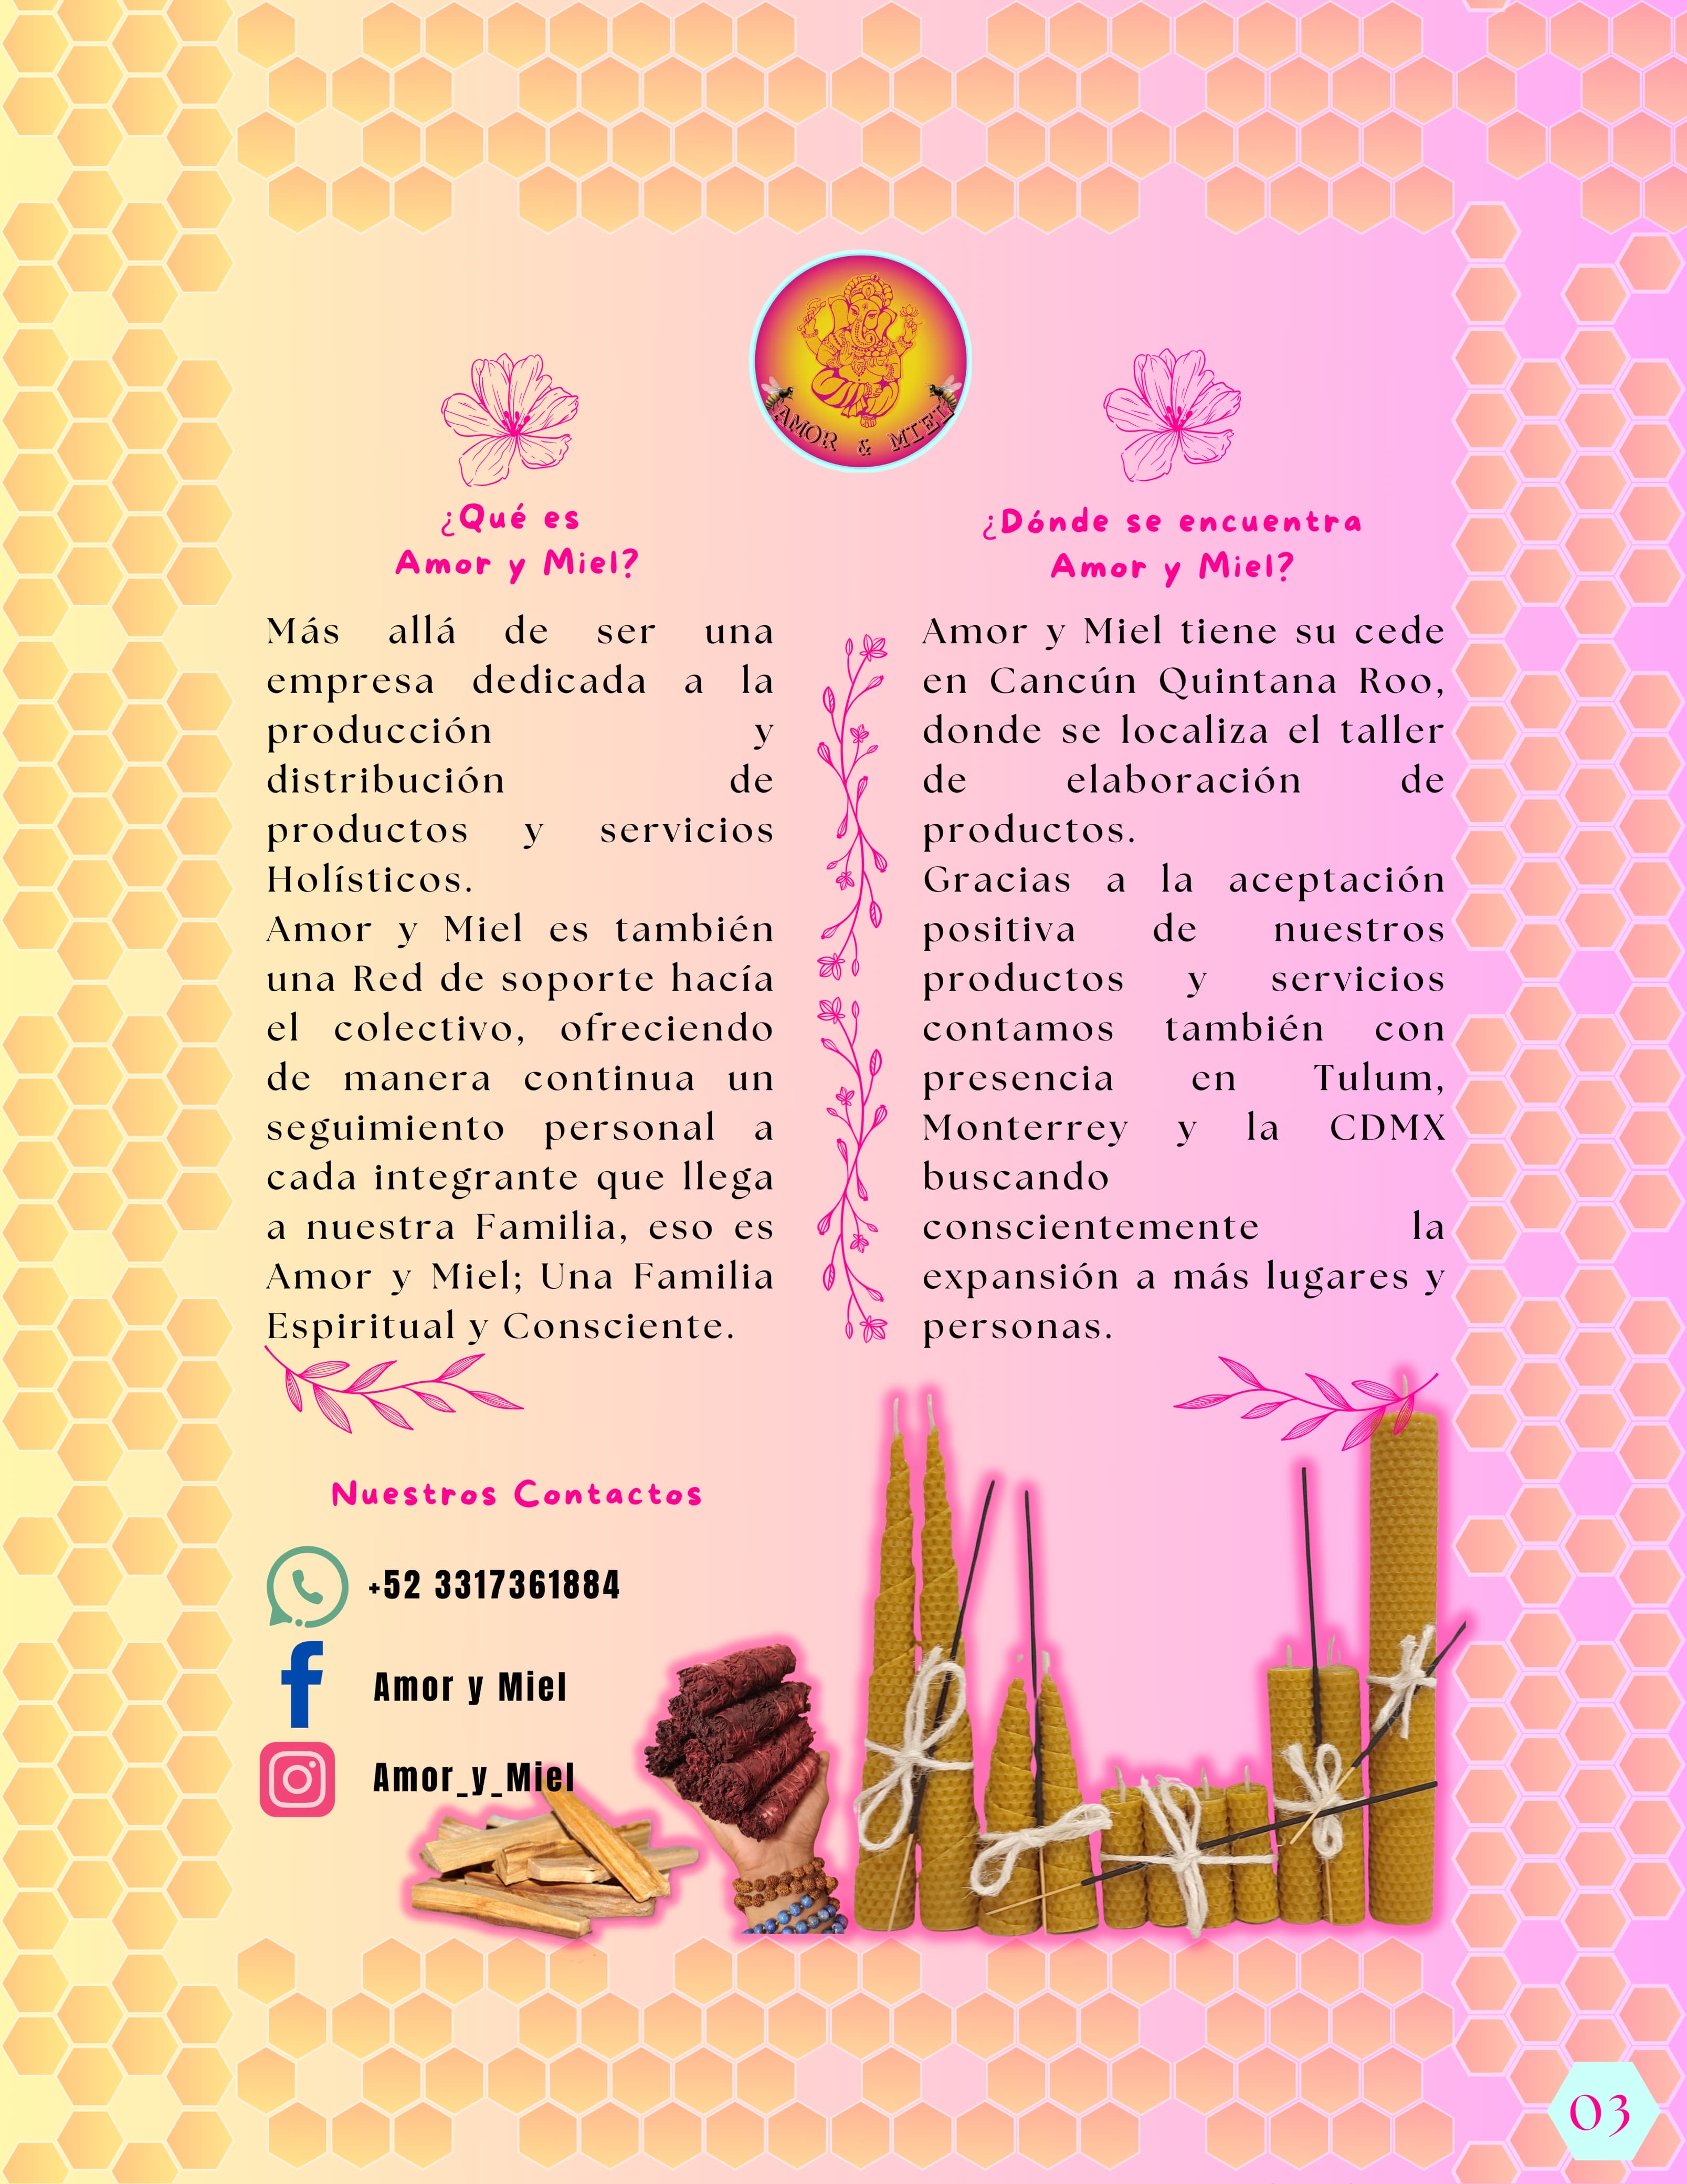 AMOR & MIEL
¿Qué es
Amor y Miel?
Más allá de ser una
empresa dedicada a la
producción y
distribución de
productos y servicios
Holísticos.
Amor y Miel es también
una Red de soporte hacía
el colectivo, ofreciendo
de manera continua un
seguimiento personal a
cada integrante que llega
a nuestra Familia, eso es
Amor y Miel; Una Familia
Espiritual y Consciente.
¿Dónde se encuentra
Amor y Miel?
Amor y Miel tiene su cede
en Cancún Quintana Roo,
donde se localiza el taller
de elaboración de
productos.
Gracias a la aceptación
positiva de nuestros
productos y servicios
contamos también con
presencia en Tulum,
Monterrey y la CDMX
buscando
conscientemente la
expansión a más lugares y
personas.
Nuestros Contactos
+52 3317361884
Amor y Miel
Amor_y_Miel
03